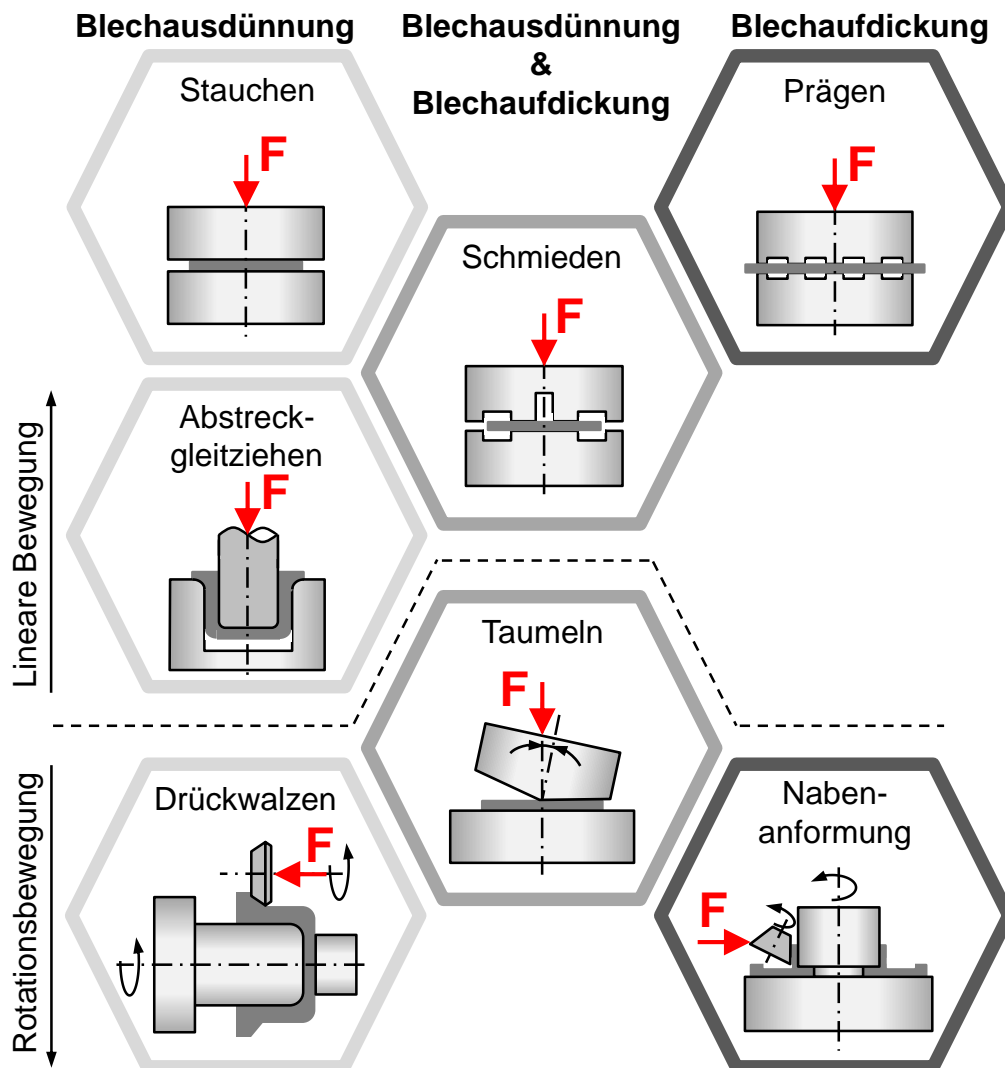 Blechausdünnung
Blechausdünnung
&
Blechaufdickung
Blechaufdickung
Stauchen
F
Schmieden
F
Prägen
F
Abstreck-
gleitziehen
F
Lineare Bewegung
Taumeln
F
Rotationsbewegung
Drückwalzen
F
Naben-
anformung
F